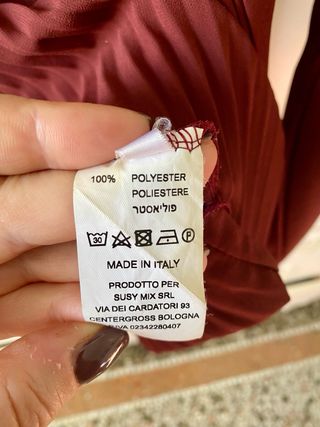 100% POLYESTER
POLIESTERE
פוליאסטר
30 P
MADE IN ITALY
PRODOTTO PER
SUSY MIX SRL
VIA DEI CARDATORI 93
CENTERGROSS BOLOGNA
P.IVA 02342280407